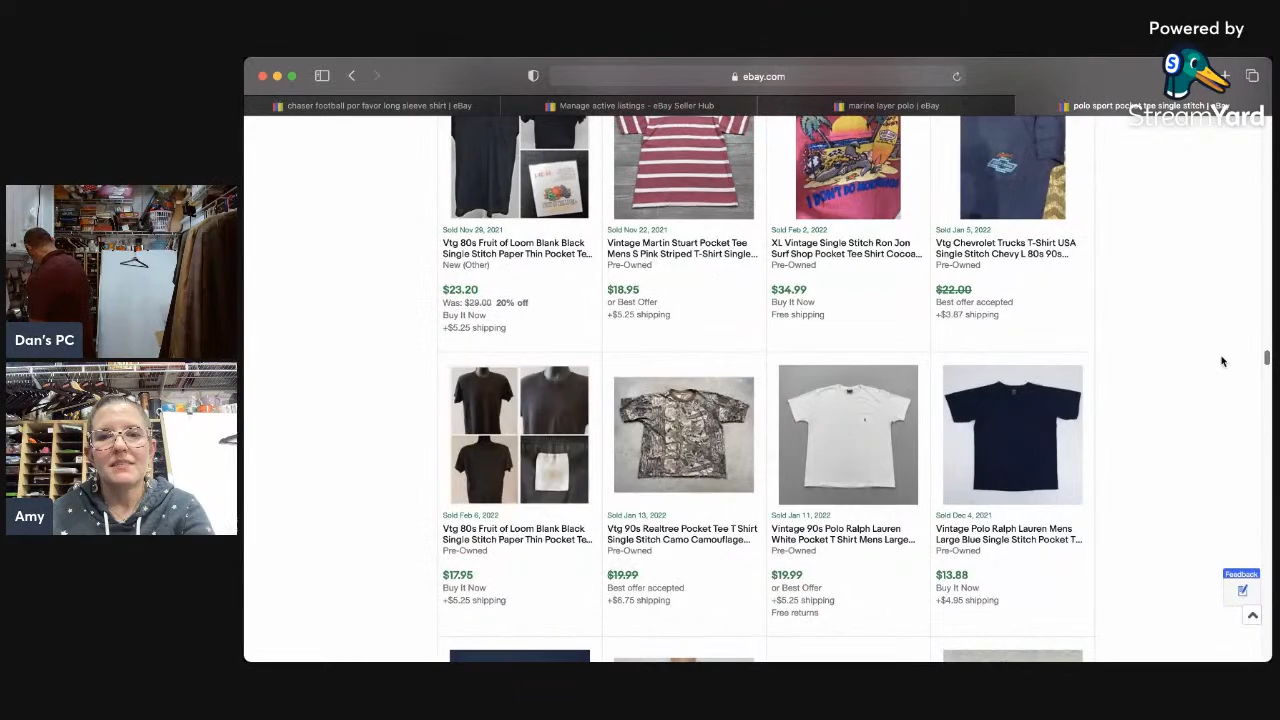 Powered by
StreamYard
ebay.com
chaser football por favor long sleeve shirt | eBay
Manage active listings - eBay Seller Hub
marine layer polo | eBay
polo sport pocket tee single stitch |
I DON'T DO MORNINGS
Sold Nov 29, 2021
Vtg 80s Fruit of Loom Blank Black
Single Stitch Paper Thin Pocket Te...
New (Other)
$23.20
Was: $29.00 20% off
Buy It Now
+$5.25 shipping
Sold Nov 22, 2021
Vintage Martin Stuart Pocket Tee
Mens S Pink Striped T-Shirt Single...
Pre-Owned
$18.95
or Best Offer
+$5.25 shipping
Sold Feb 2, 2022
XL Vintage Single Stitch Ron Jon
Surf Shop Pocket Tee Shirt Cocoa...
Pre-Owned
$34.99
Buy It Now
Free shipping
Sold Jan 5, 2022
Vtg Chevrolet Trucks T-Shirt USA
Single Stitch Chevy L 80s 90s...
Pre-Owned
$22.00
Best offer accepted
+$3.87 shipping
Dan's PC
Amy
Sold Feb 6, 2022
Vtg 80s Fruit of Loom Blank Black
Single Stitch Paper Thin Pocket Te...
Pre-Owned
$17.95
Buy It Now
+$5.25 shipping
Sold Jan 13, 2022
Vtg 90s Realtree Pocket Tee T Shirt
Single Stitch Camo Camouflage...
Pre-Owned
$19.99
Best offer accepted
+$6.75 shipping
Sold Jan 11, 2022
Vintage 90s Polo Ralph Lauren
White Pocket T Shirt Mens Large...
Pre-Owned
$19.99
or Best Offer
+$5.25 shipping
Free returns
Sold Dec 4, 2021
Vintage Polo Ralph Lauren Mens
Large Blue Single Stitch Pocket T...
Pre-Owned
$13.88
Buy It Now
+$4.95 shipping
Feedback